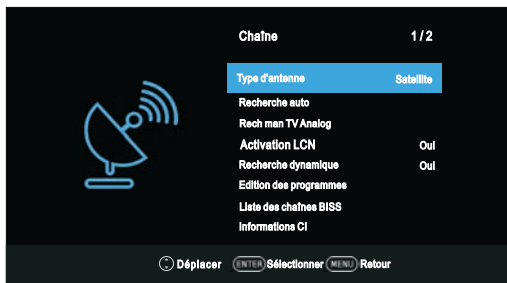 Chaîne 1 / 2
Type d'antenne Satellite
Recherche auto
Rech man TV Analog
Activation LCN Oui
Recherche dynamique Oui
Edition des programmes
Liste des chaînes BISS
Informations CI
Déplacer ENTER Sélectionner MENU Retour